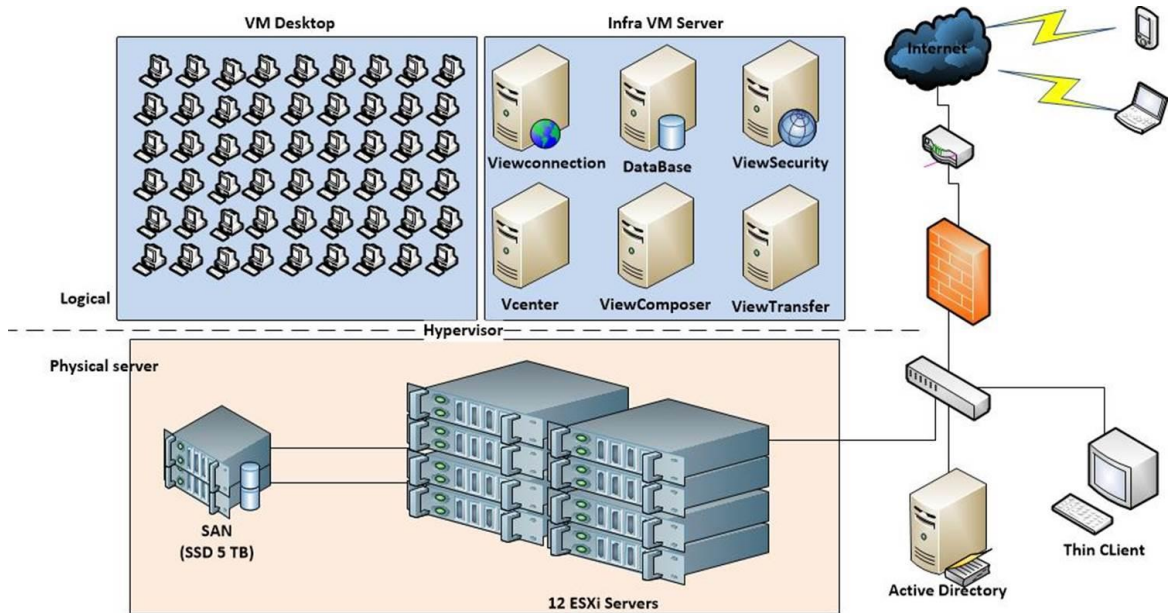 VM Desktop
Infra VM Server
Internet
Viewconnection
DataBase
ViewSecurity
Vcenter
ViewComposer
ViewTransfer
Logical
Hypervisor
Physical server
SAN
(SSD 5 TB)
12 ESXi Servers
Active Directory
Thin CLient